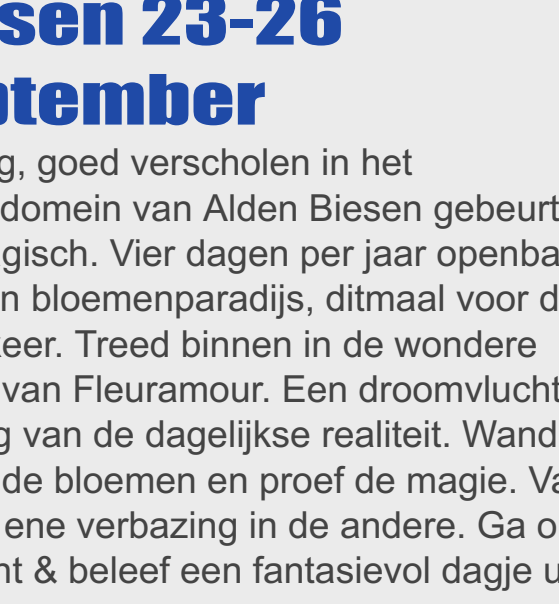 sen 23-26
ptember
g, goed verscholen in het
domein van Alden Biesen gebeurt
gisch. Vier dagen per jaar openba
n bloemenparadijs, ditmaal voor d
keer. Treed binnen in de wondere
van Fleuramour. Een droomvlucht
g van de dagelijkse realiteit. Wand
de bloemen en proef de magie. Va
ene verbazing in de andere. Ga o
nt & beleef een fantasievol dagje u